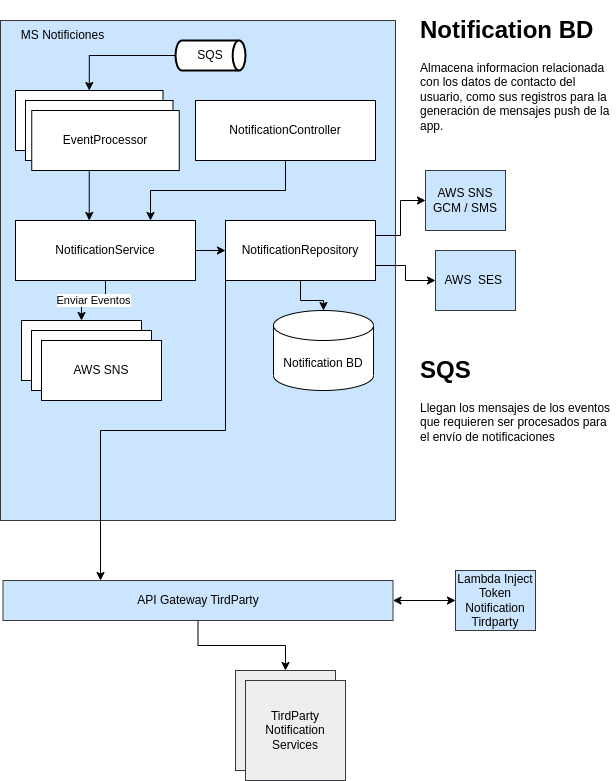 MS Notificiones
SQS
EventProcessor
NotificationController
NotificationService
NotificationRepository
Enviar Eventos
AWS SNS
Notification BD
Notification BD
Almacena informacion relacionada
con los datos de contacto del
usuario, como sus registros para la
generación de mensajes push de la
app.
AWS SNS
GCM / SMS
AWS SES
SQS
Llegan los mensajes de los eventos
que requieren ser procesados para
el envío de notificaciones
API Gateway TirdParty
Lambda Inject
Token
Notification
Tirdparty
TirdParty
Notification
Services